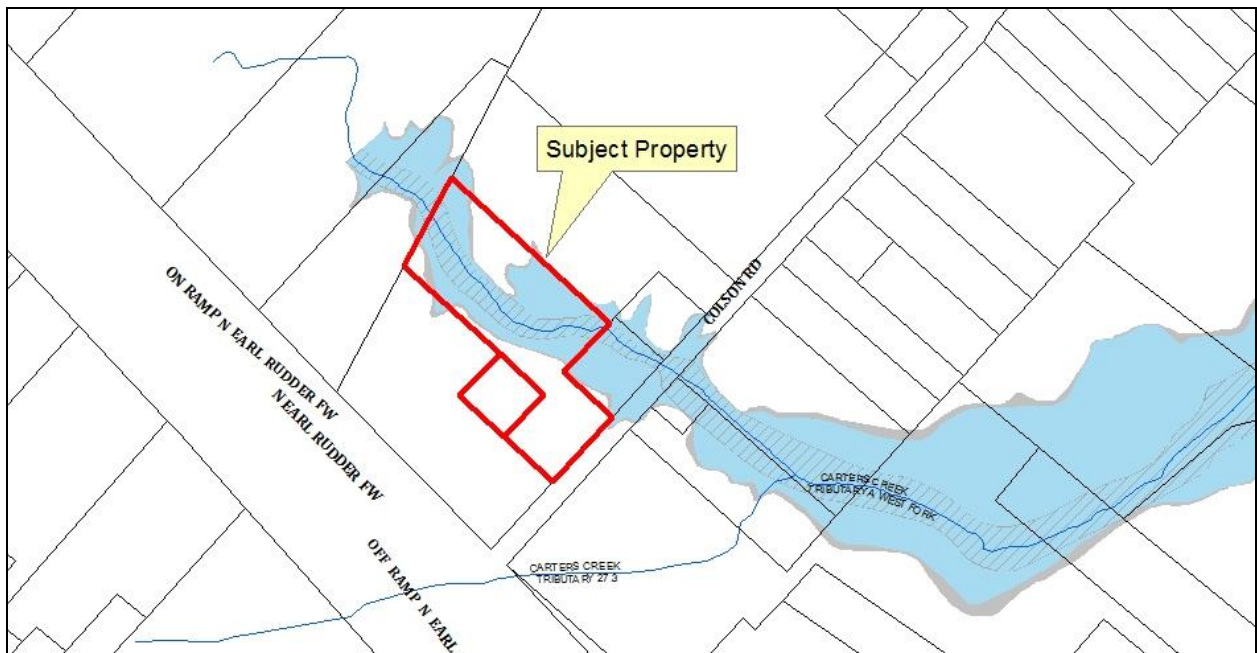 Subject Property
COLSON RD
ON RAMP N EARL RUDDER FW
N EARL RUDDER FW
OFF RAMP N EARL
CARTERS CREEK
TRIBUTARY A WEST FORK
CARTERS CREEK
TRIBUTARY 27.3